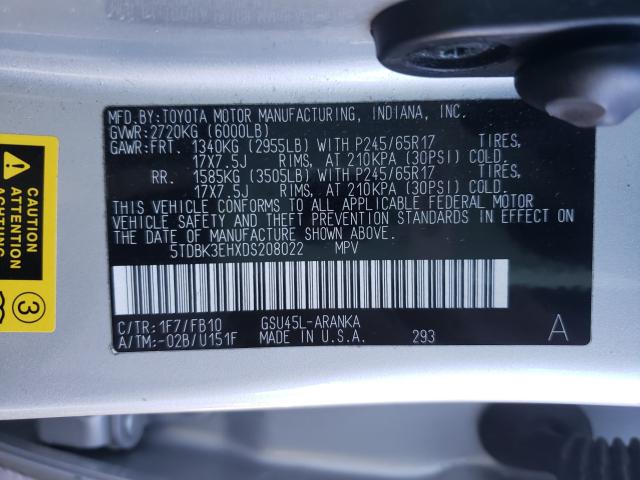 MFD.BY:TOYOTA MOTOR MANUFACTURING, INDIANA, INC.
GVWR:2720KG (6000LB)
GAWR:FRT. 1340KG (2955LB) WITH P245/65R17 TIRES,
17X7.5J RIMS, AT 210KPA (30PSI) COLD.
RR. 1585KG (3505LB) WITH P245/65R17 TIRES,
17X7.5J RIMS, AT 210KPA (30PSI) COLD.
THIS VEHICLE CONFORMS TO ALL APPLICABLE FEDERAL MOTOR
VEHICLE SAFETY AND THEFT PREVENTION STANDARDS IN EFFECT ON
THE DATE OF MANUFACTURE SHOWN ABOVE.
5TDBK3EHXDS208022 MPV
C/TR:1F7/FB10 GSU45L-ARANKA
A/TM:-02B/U151F MADE IN U.S.A. 293 A
CAUTION
ATTENTION
ACHTUNG
3